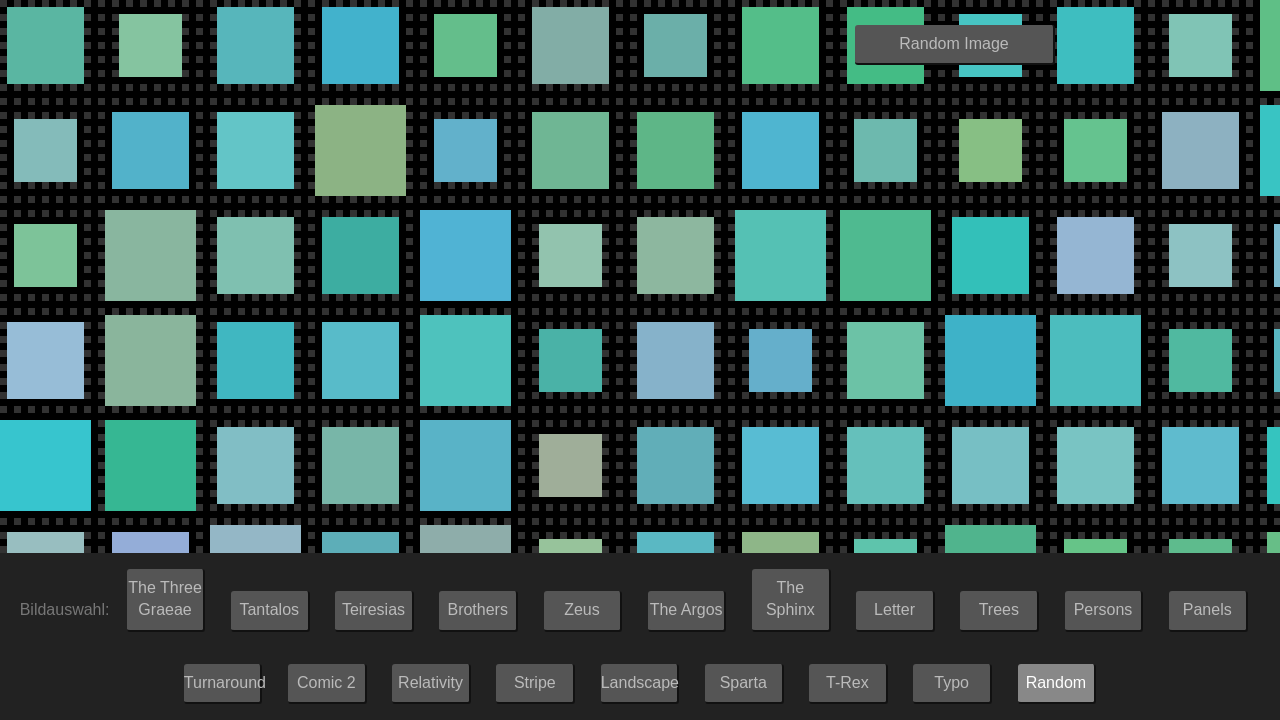 Random Image
Bildauswahl:
The Three
Graeae
Tantalos
Teiresias
Brothers
Zeus
The Argos
The
Sphinx
Letter
Trees
Persons
Panels
Turnaround
Comic 2
Relativity
Stripe
Landscape
Sparta
T-Rex
Typo
Random